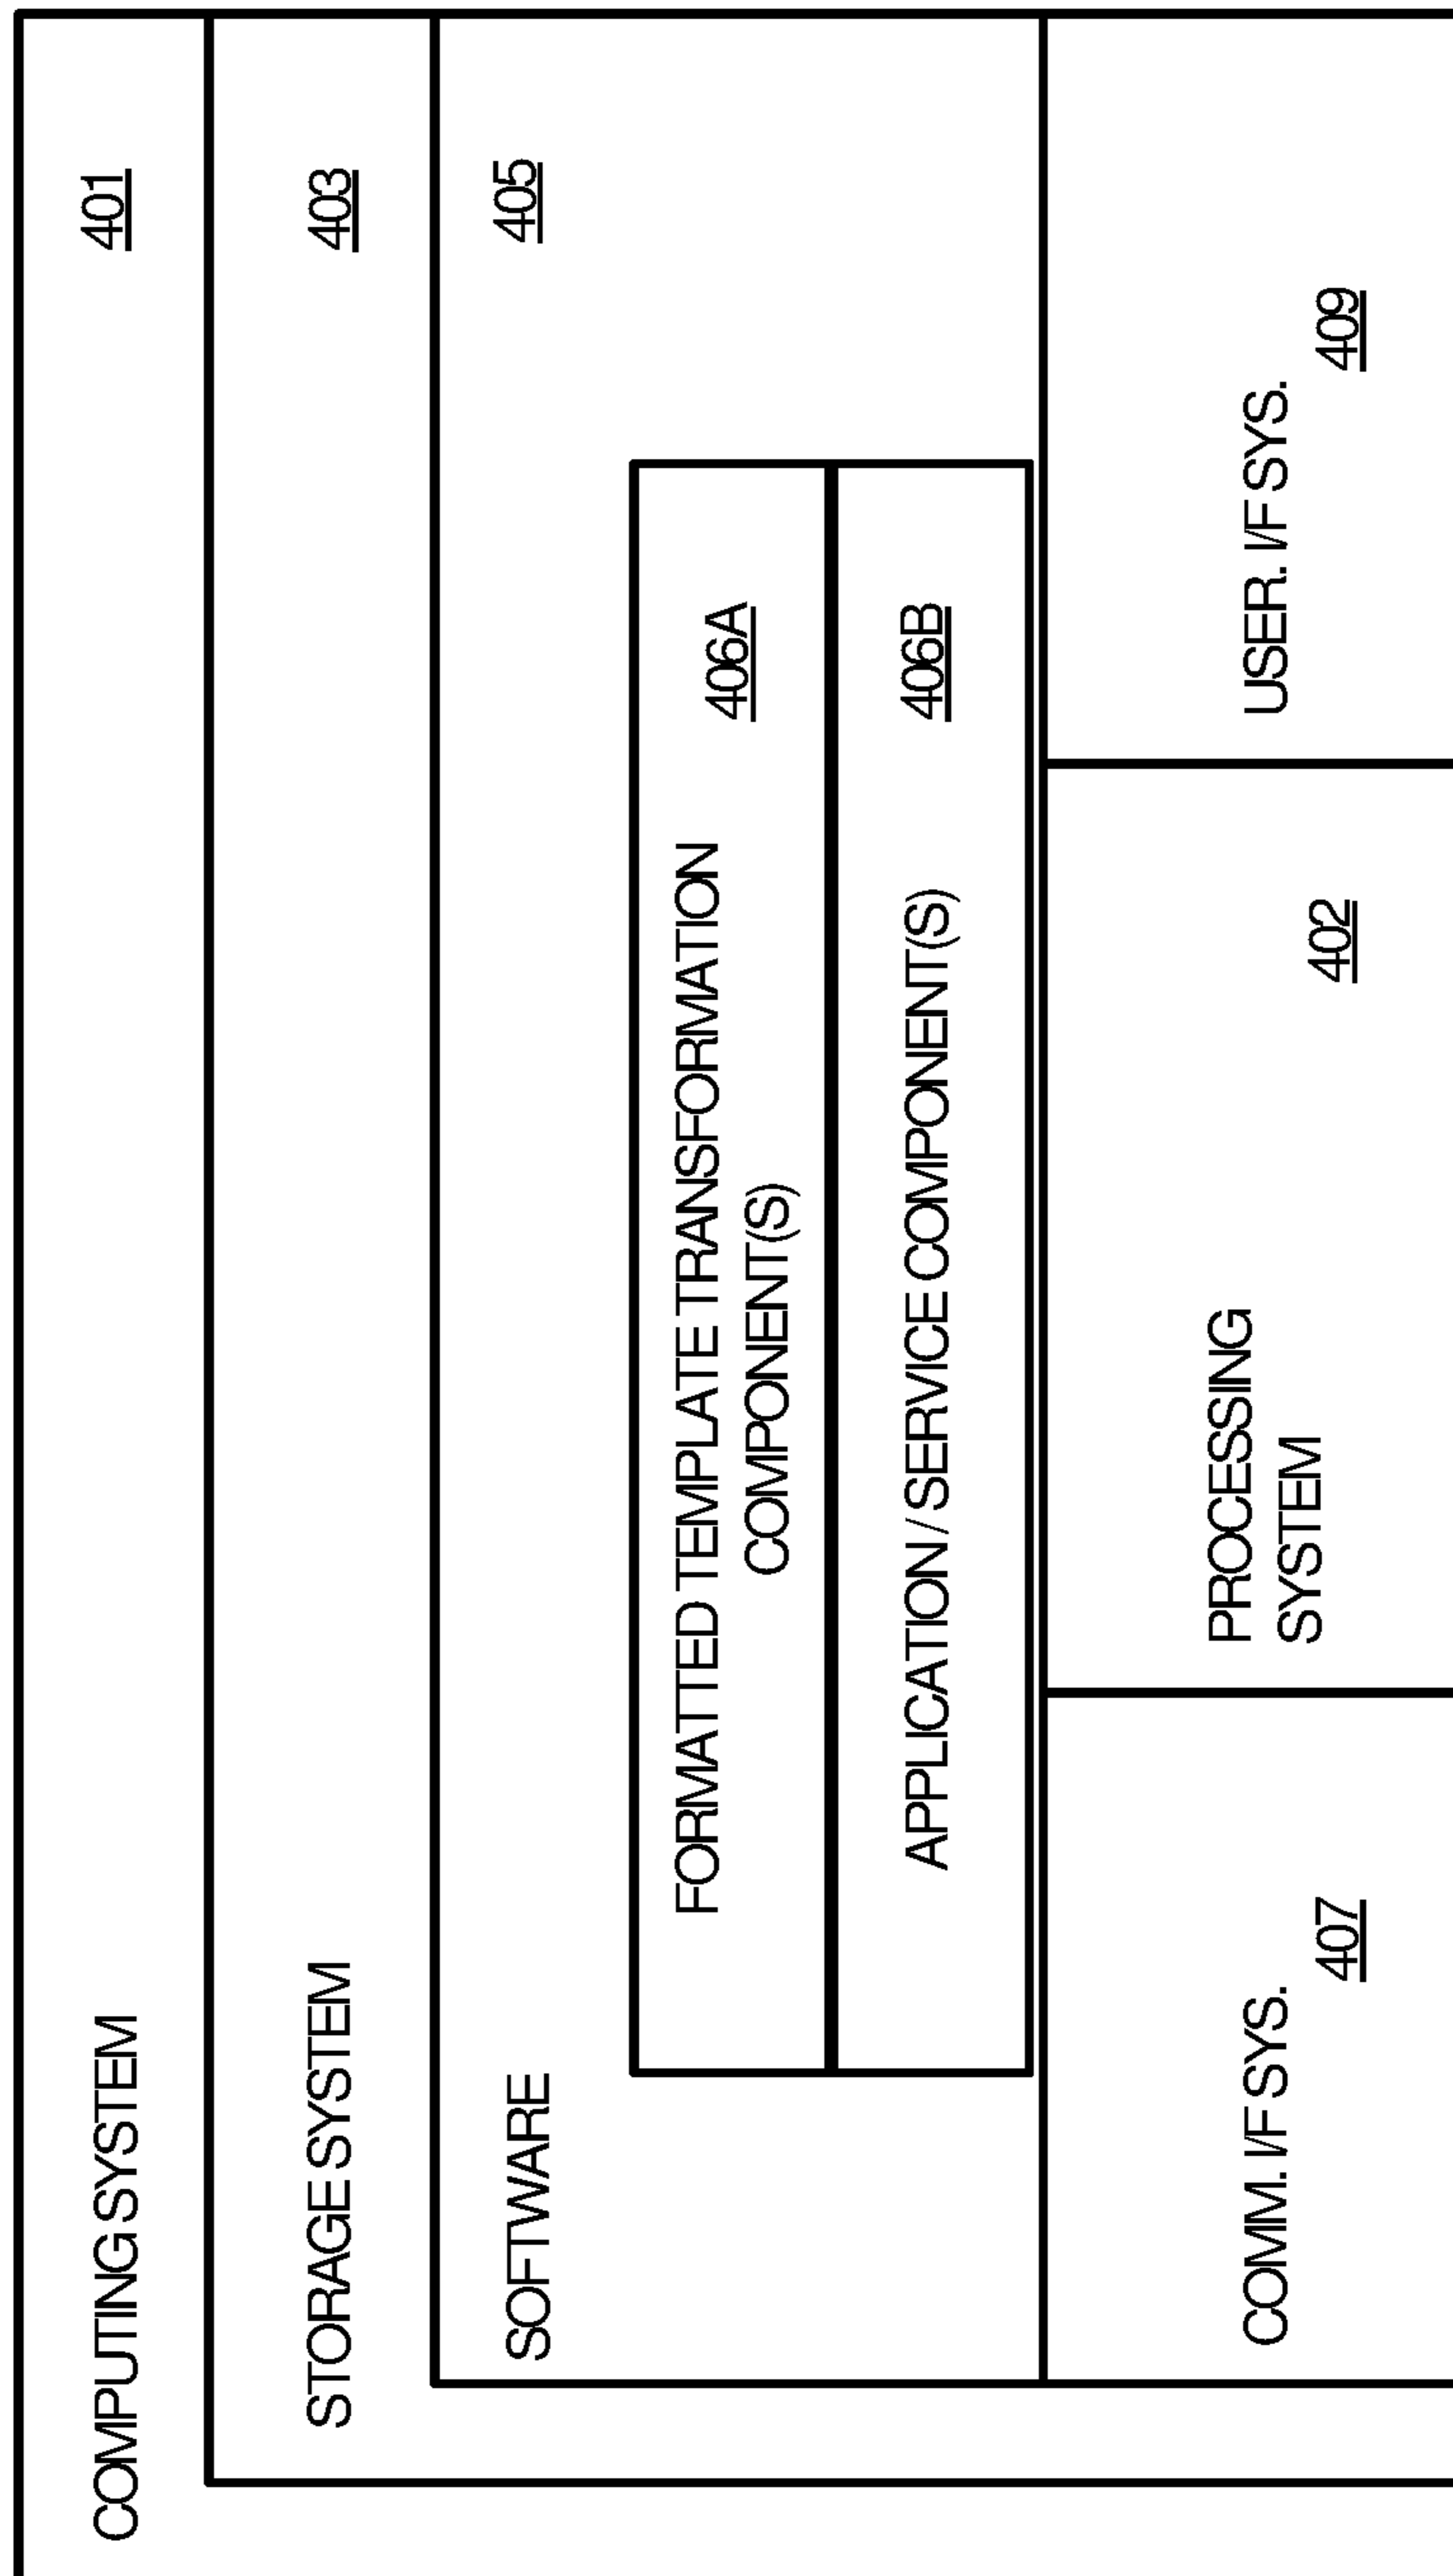 COMPUTING SYSTEM 401
STORAGE SYSTEM 403
SOFTWARE 405
FORMATTED TEMPLATE TRANSFORMATION
COMPONENT(S)
406A
APPLICATION / SERVICE COMPONENT(S) 406B
COMM. I/F SYS.
407
PROCESSING
SYSTEM
402
USER. I/F SYS.
409